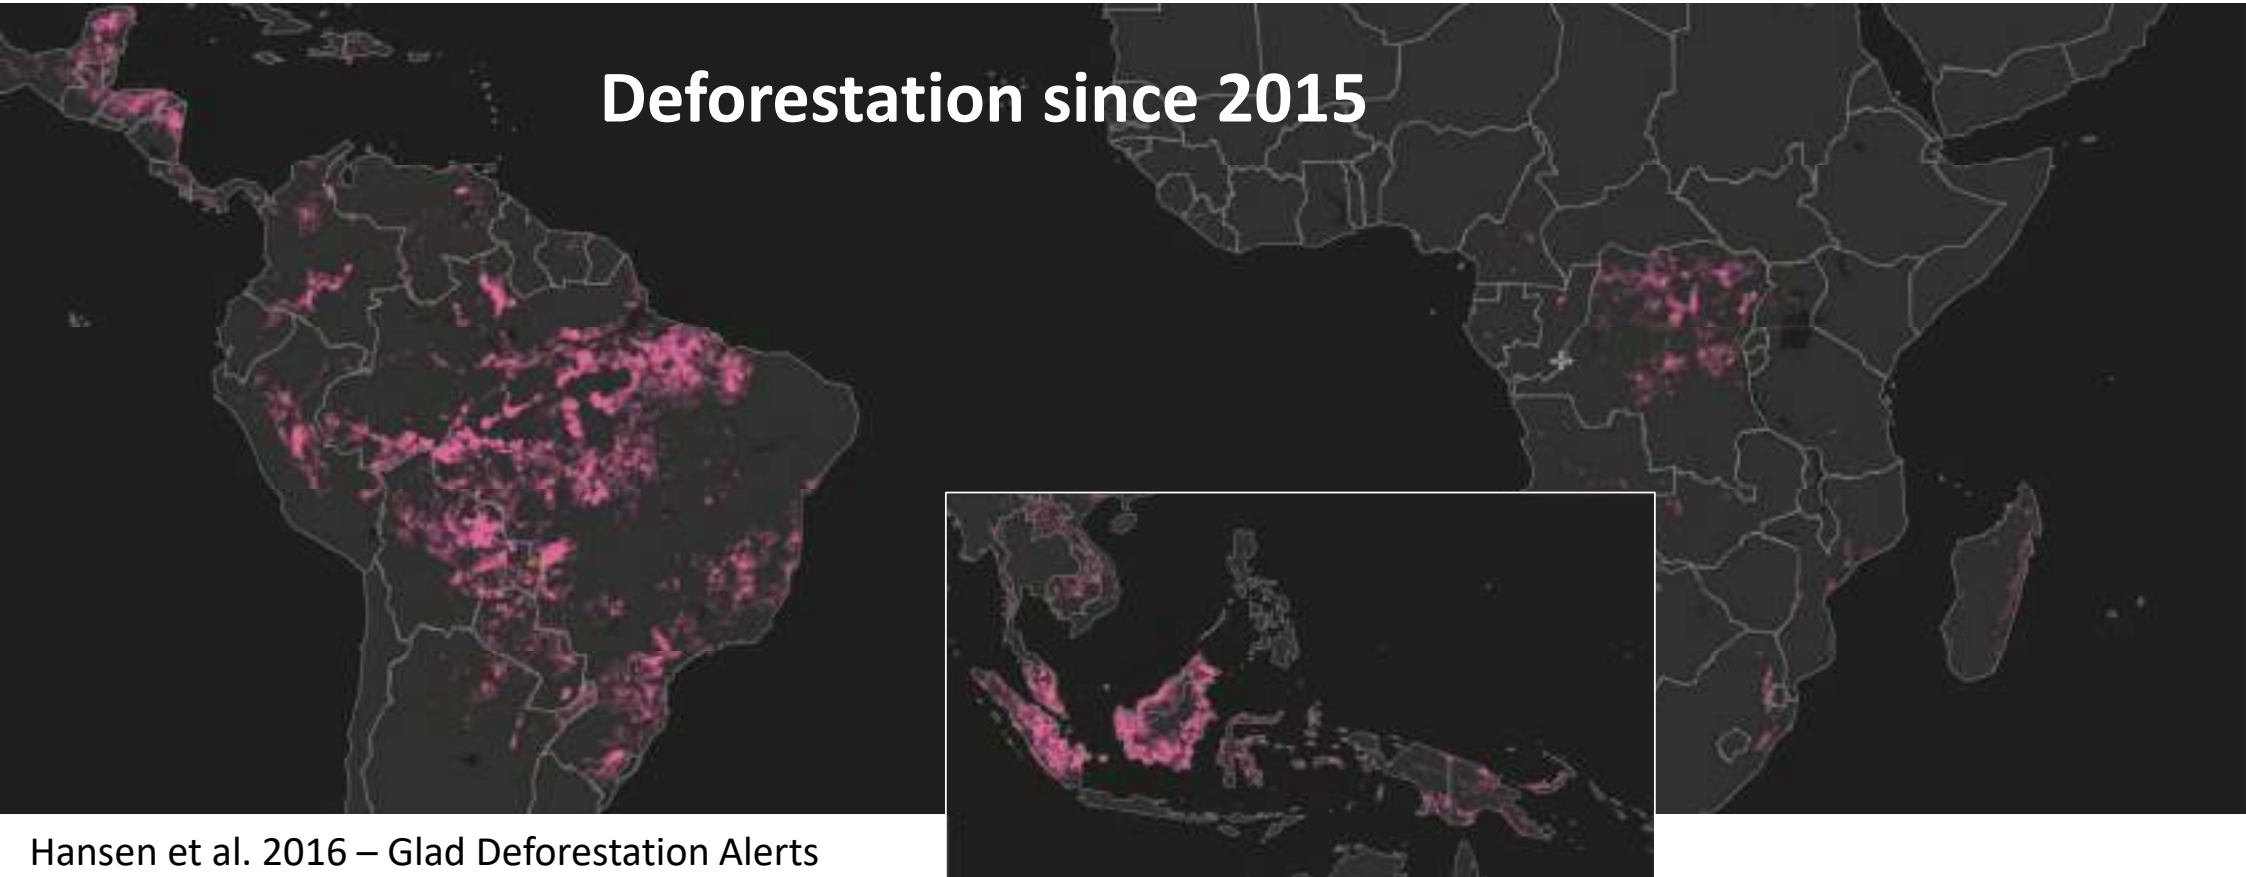 Deforestation since 2015
Hansen et al. 2016 – Glad Deforestation Alerts